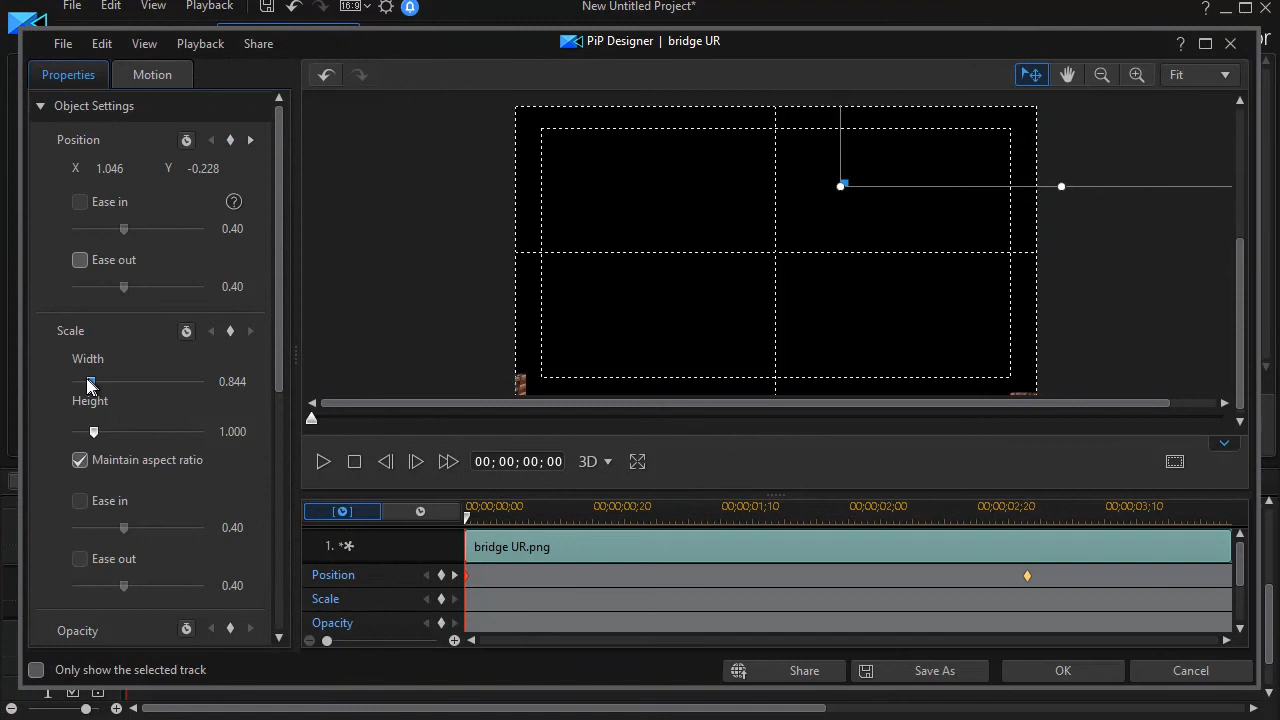 File Edit View Playback 16:9 New Untitled Project* ?
or
File Edit View Playback Share PiP Designer | bridge UR ?
Properties Motion Fit
Object Settings
Position
X 1.046 Y -0.228
Ease in ?
0.40
Ease out
0.40
Scale
Width
0.844
Height
1.000
Maintain aspect ratio
Ease in
0.40
Ease out
0.40
Opacity
00; 00; 00; 00 3D
00;00;00;00 00;00;00;20 00;00;01;10 00;00;02;00 00;00;02;20 00;00;03;10
1. bridge UR.png
Position
Scale
Opacity
Only show the selected track Share Save As OK Cancel